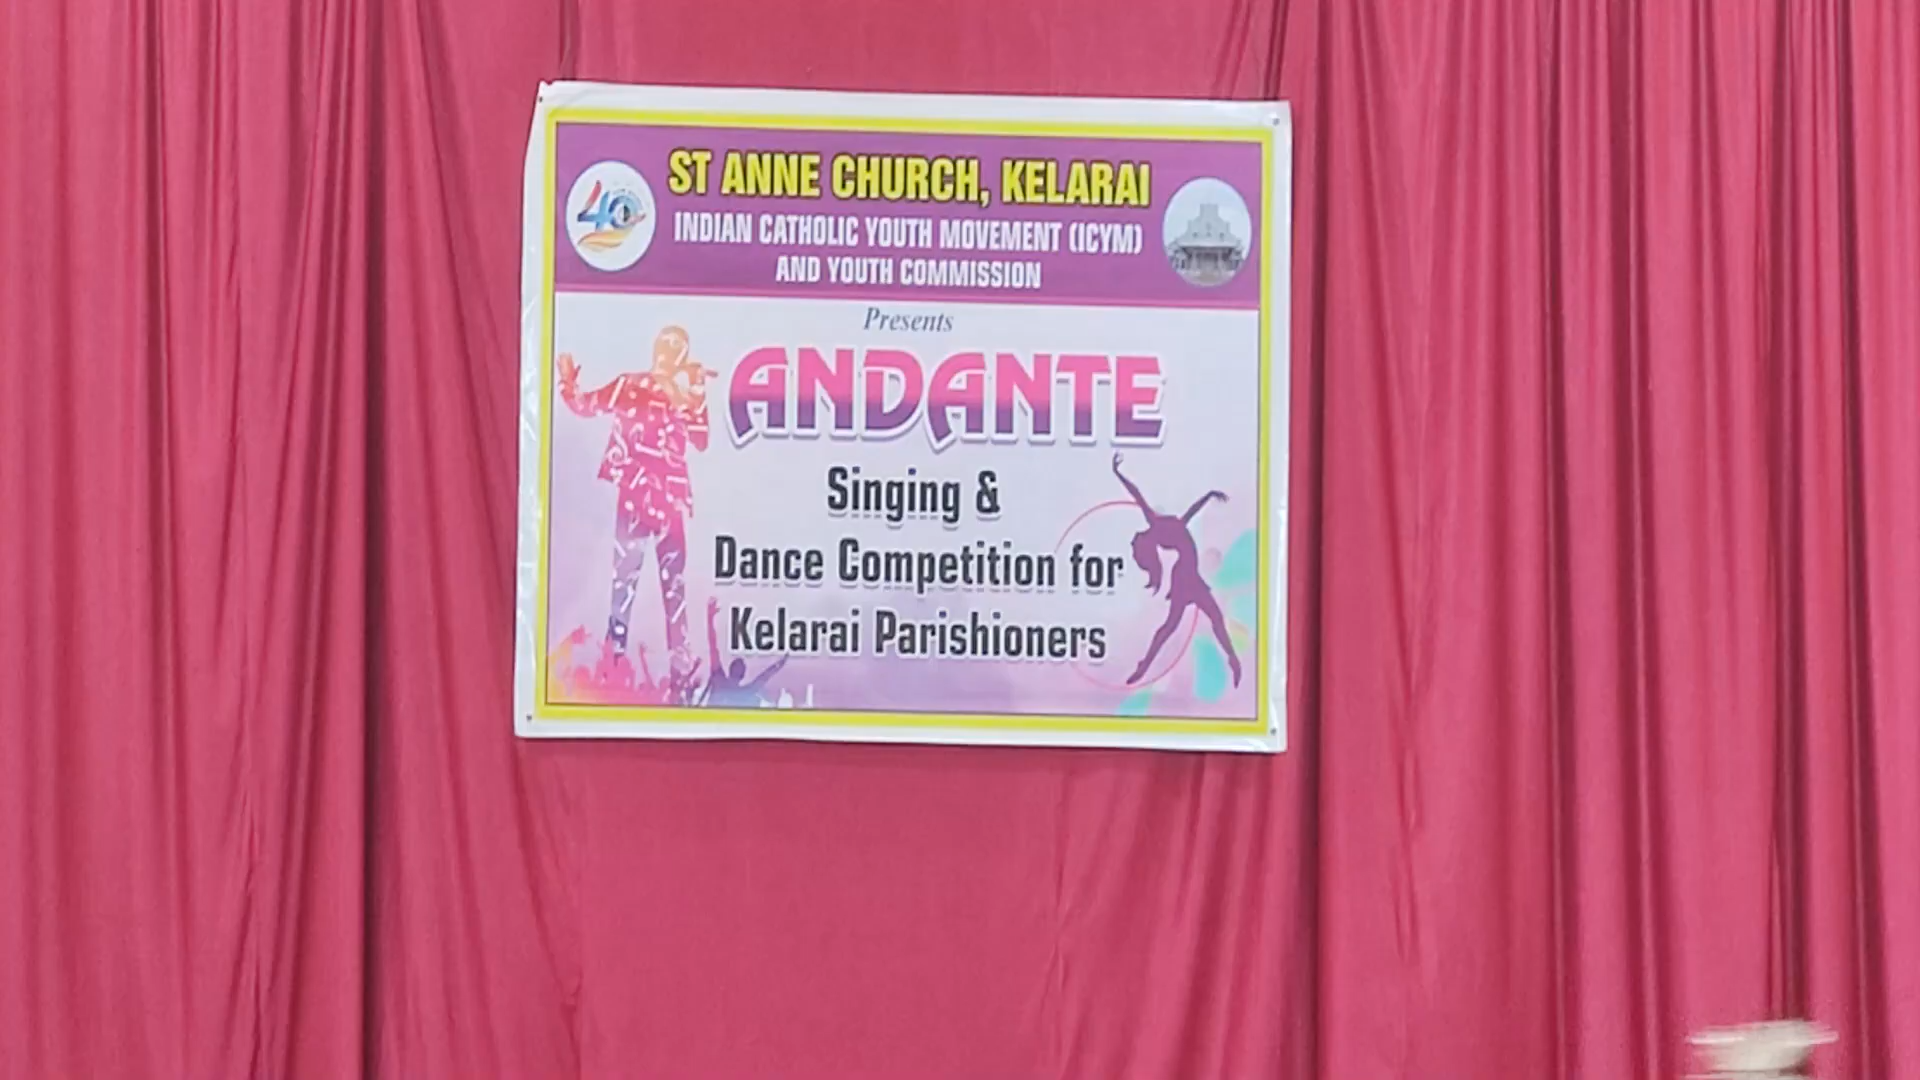 ST ANNE CHURCH, KELARAI
INDIAN CATHOLIC YOUTH MOVEMENT (ICYM)
AND YOUTH COMMISSION
40
Presents
ANDANTE
Singing &
Dance Competition for
Kelarai Parishioners